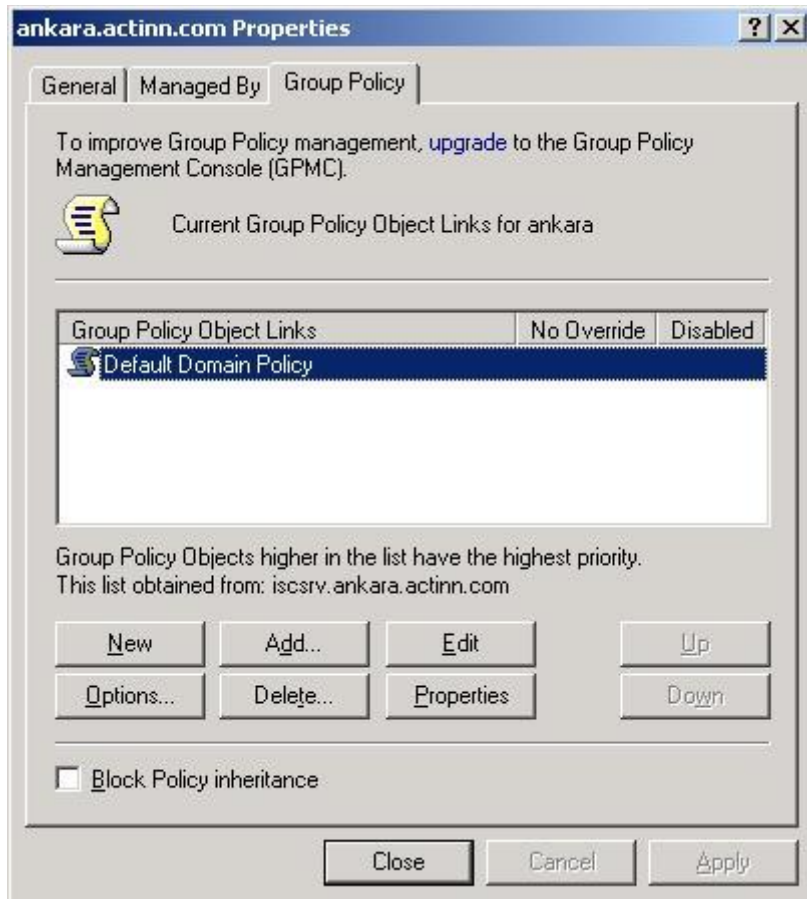 ankara.actinn.com Properties
General Managed By Group Policy
To improve Group Policy management, upgrade to the Group Policy
Management Console (GPMC).
Current Group Policy Object Links for ankara
Group Policy Object Links No Override Disabled
Default Domain Policy
Group Policy Objects higher in the list have the highest priority.
This list obtained from: iscsrv.ankara.actinn.com
New Add... Edit Up
Options... Delete... Properties Down
Block Policy inheritance
Close Cancel Apply